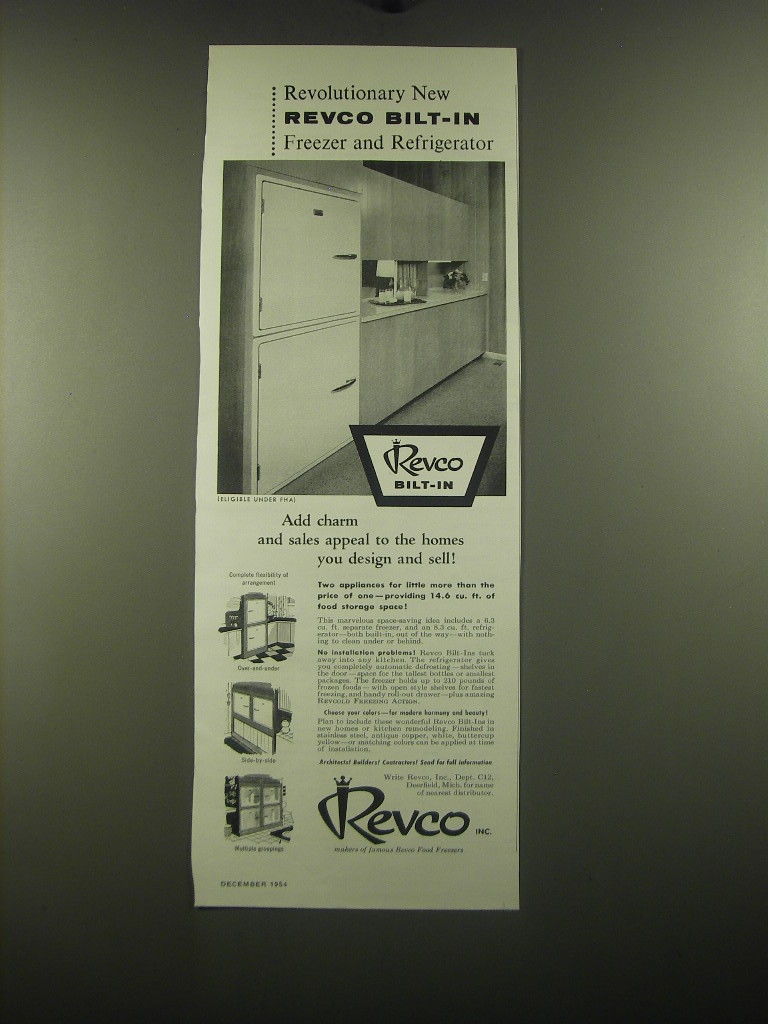 Revolutionary New
REVCO BILT-IN
Freezer and Refrigerator
Revco
BILT-IN
(ELIGIBLE UNDER FHA)
Add charm
and sales appeal to the homes
you design and sell!
Complete flexibility of
arrangement
Over-and-under
Side-by-side
Multiple groupings
Two appliances for little more than the
price of one—providing 14.6 cu. ft. of
food storage space!
This marvelous space-saving idea includes a 6.3
cu. ft. separate freezer, and an 8.3 cu. ft. refrig-
erator—both built-in, out of the way—with noth-
ing to clean under or behind.
No installation problems! Revco Bilt-Ins tuck
away into any kitchen. The refrigerator gives
you completely automatic defrosting—shelves in
the door—space for the tallest bottles or smallest
packages. The freezer holds up to 210 pounds of
frozen foods—with open style shelves for fastest
freezing, and handy roll-out drawer—plus amazing
REVCOLD FREEZING ACTION.
Choose your colors—for modern harmony and beauty!
Plan to include these wonderful Revco Bilt-Ins in
new homes or kitchen remodeling. Finished in
stainless steel, antique copper, white, buttercup
yellow—or matching colors can be applied at time
of installation.
Architects! Builders! Contractors! Send for full information
Write Revco, Inc., Dept. C12,
Deerfield, Mich. for name
of nearest distributor.
Revco INC.
makers of famous Revco Food Freezers
DECEMBER 1954